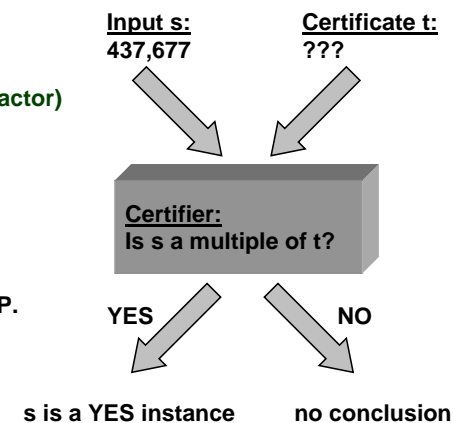 Input s:
437,677
Certificate t:
???
actor)
Certifier:
Is s a multiple of t?
P.
YES
NO
s is a YES instance
no conclusion